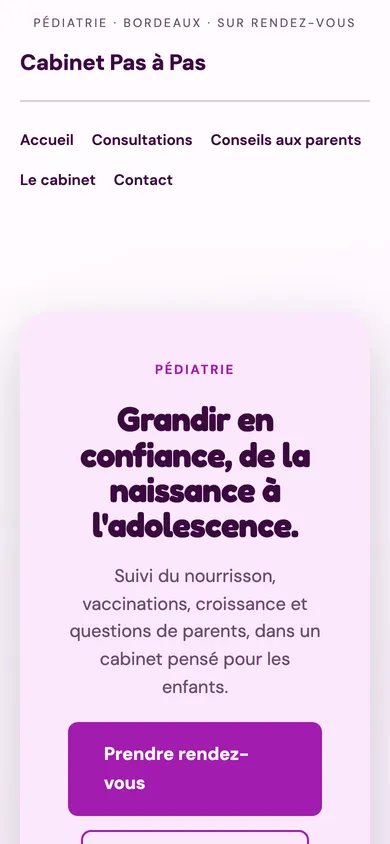 PÉDIATRIE · BORDEAUX · SUR RENDEZ-VOUS
Cabinet Pas à Pas
Accueil Consultations Conseils aux parents
Le cabinet Contact
PÉDIATRIE
Grandir en
confiance, de la
naissance à
l'adolescence.
Suivi du nourrisson,
vaccinations, croissance et
questions de parents, dans un
cabinet pensé pour les
enfants.
Prendre rendez-
vous